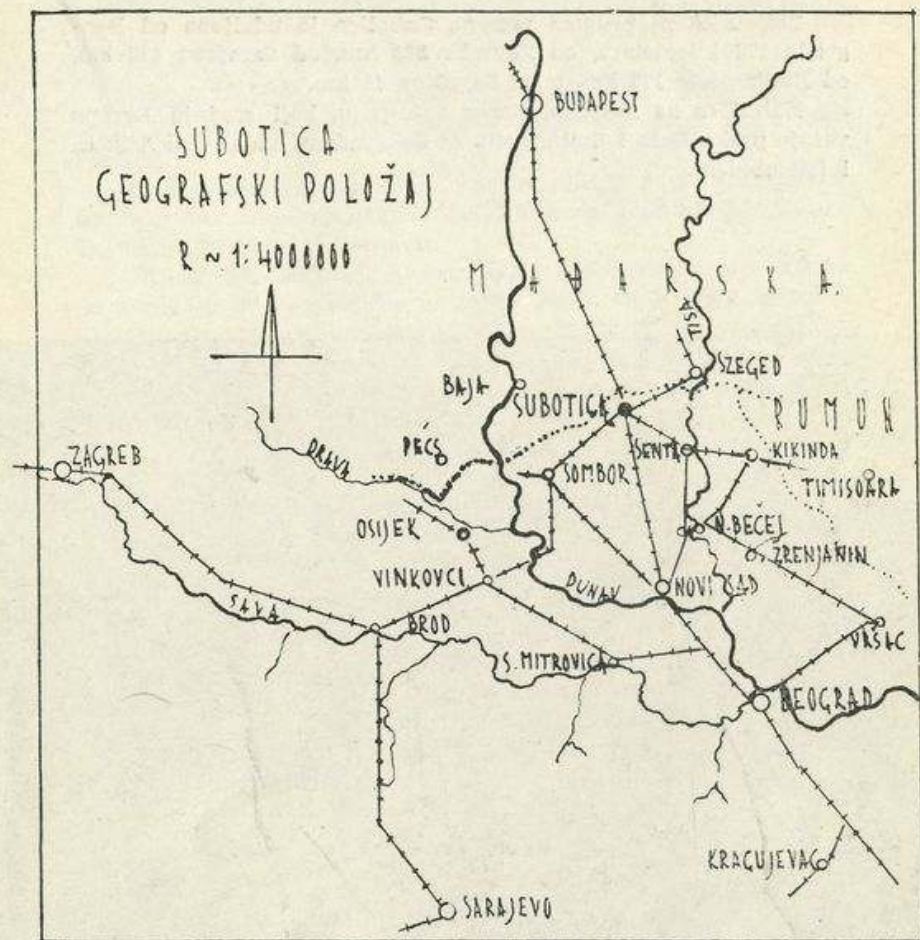 BUDAPEST
SUBOTICA
GEOGRAFSKI POLOŽAJ
R ~ 1:4000000
MAĐARSKA.
TISA
SZEGED
BAJA
SUBOTICA
RUMUN
DRAVA
PÉCS
SENTA
KIKINDA
ZAGREB
SOMBOR
TIMISOARA
OSIJEK
N. BEČEJ
ZRENJANIN
VINKOVCI
DUNAV
NOVI SAD
SAVA
BROD
VRŠAC
S. MITROVICA
BEOGRAD
KRAGUJEVAC
SARAJEVO